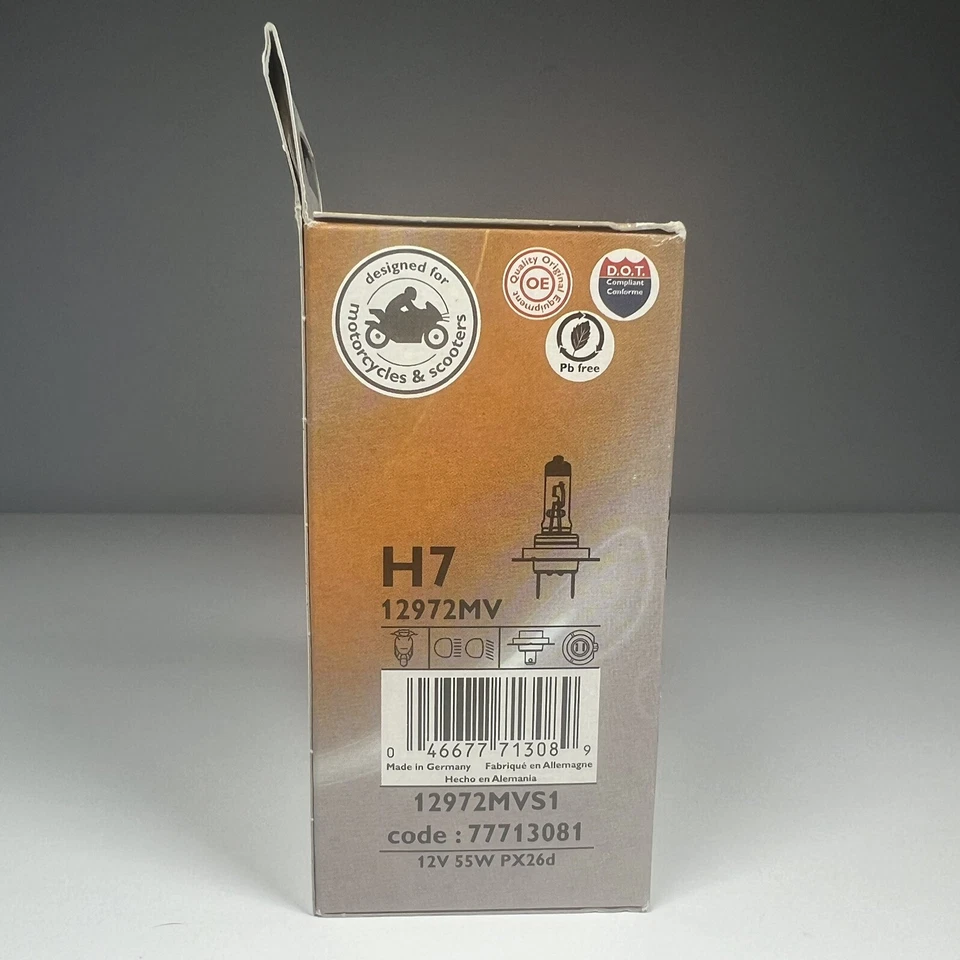 designed for
motorcycles & scooters
Quality Original
Equipment
OE
D.O.T.
Compliant
Conforme
Pb free
H7
12972MV
0 46677 71308 9
Made in Germany Fabriqué en Allemagne
Hecho en Alemania
12972MVS1
code : 77713081
12V 55W PX26d